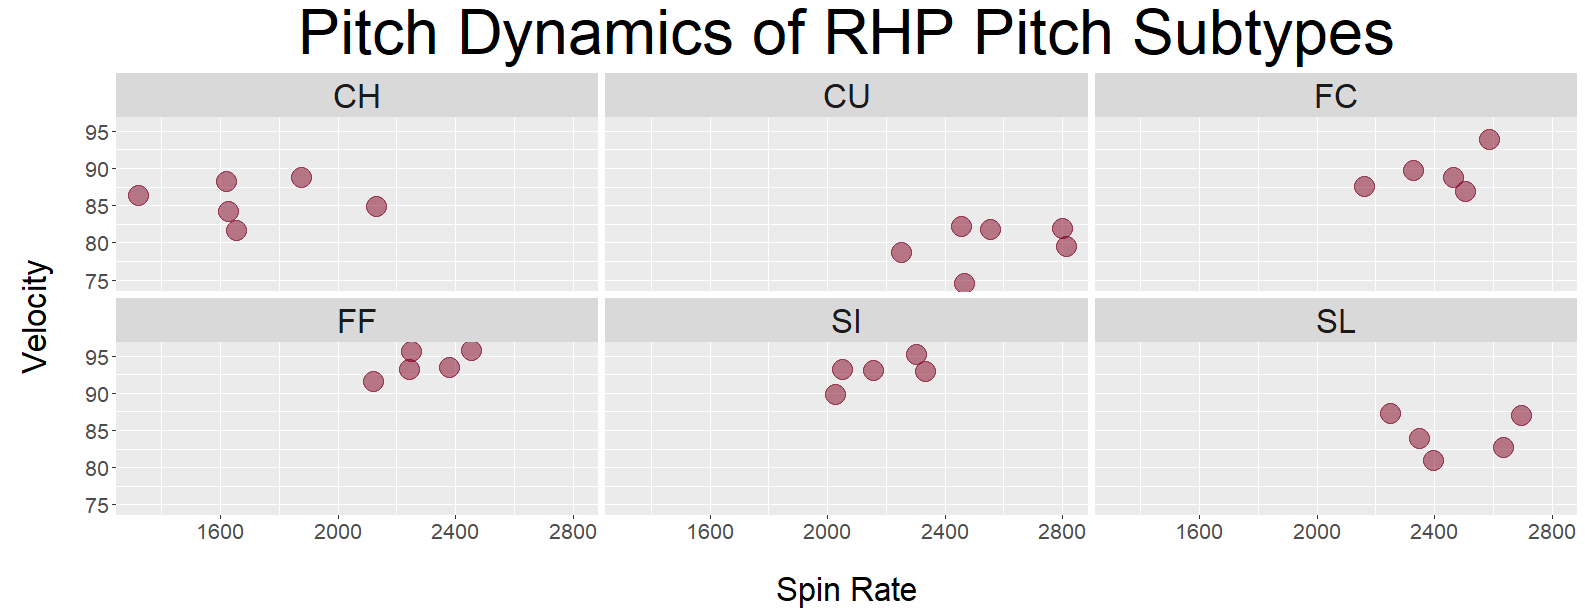 Pitch Dynamics of RHP Pitch Subtypes
CH CU FC
95
90
85
80
75
FF SI SL
95
90
85
80
75
1600 2000 2400 2800 1600 2000 2400 2800 1600 2000 2400 2800
Velocity
Spin Rate